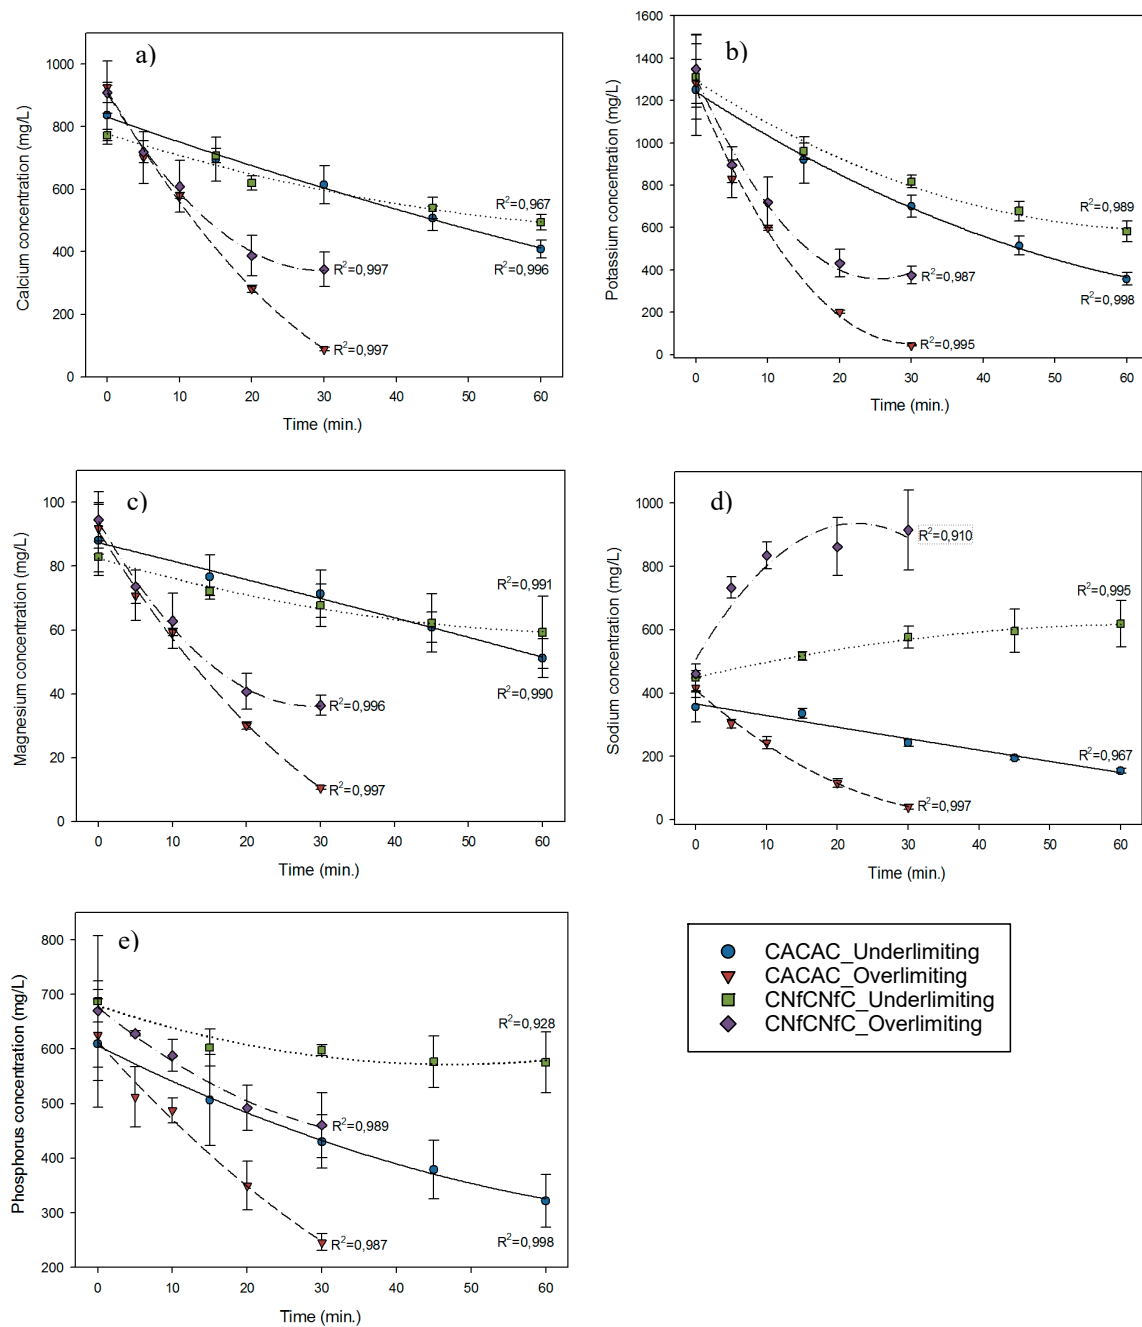 a)
Calcium concentration (mg/L)
1000
800
600
400
200
0
R²=0,967
R²=0,996
R²=0,997
R²=0,997
0 10 20 30 40 50 60
Time (min.)
b)
Potassium concentration (mg/L)
1600
1400
1200
1000
800
600
400
200
0
R²=0,989
R²=0,987
R²=0,998
R²=0,995
0 10 20 30 40 50 60
Time (min.)
c)
Magnesium concentration (mg/L)
100
80
60
40
20
0
R²=0,991
R²=0,990
R²=0,996
R²=0,997
0 10 20 30 40 50 60
Time (min.)
d)
Sodium concentration (mg/L)
1000
800
600
400
200
0
R²=0,910
R²=0,995
R²=0,967
R²=0,997
0 10 20 30 40 50 60
Time (min.)
e)
Phosphorus concentration (mg/L)
800
700
600
500
400
300
200
R²=0,928
R²=0,989
R²=0,987
R²=0,998
0 10 20 30 40 50 60
Time (min.)
CACAC_Underlimiting
CACAC_Overlimiting
CNfCNfC_Underlimiting
CNfCNfC_Overlimiting